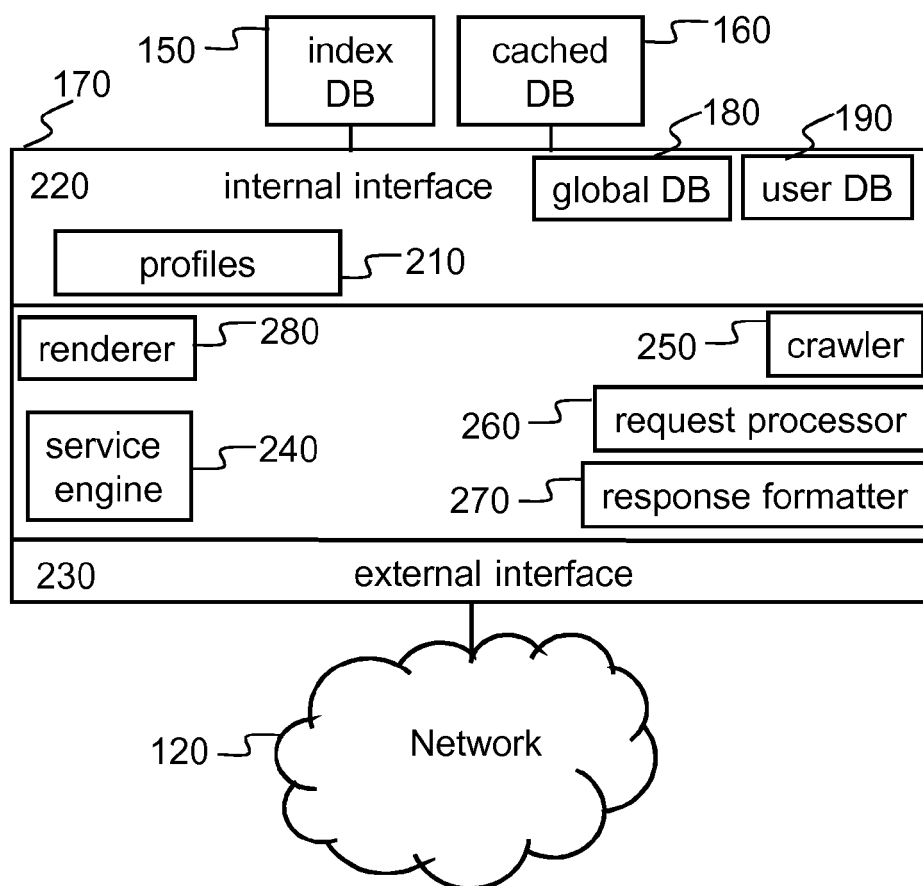 150
index
DB
cached
DB
160
170
180
190
220
internal interface
global DB
user DB
profiles
210
renderer
280
250
crawler
260
request processor
service
engine
240
270
response formatter
230
external interface
120
Network